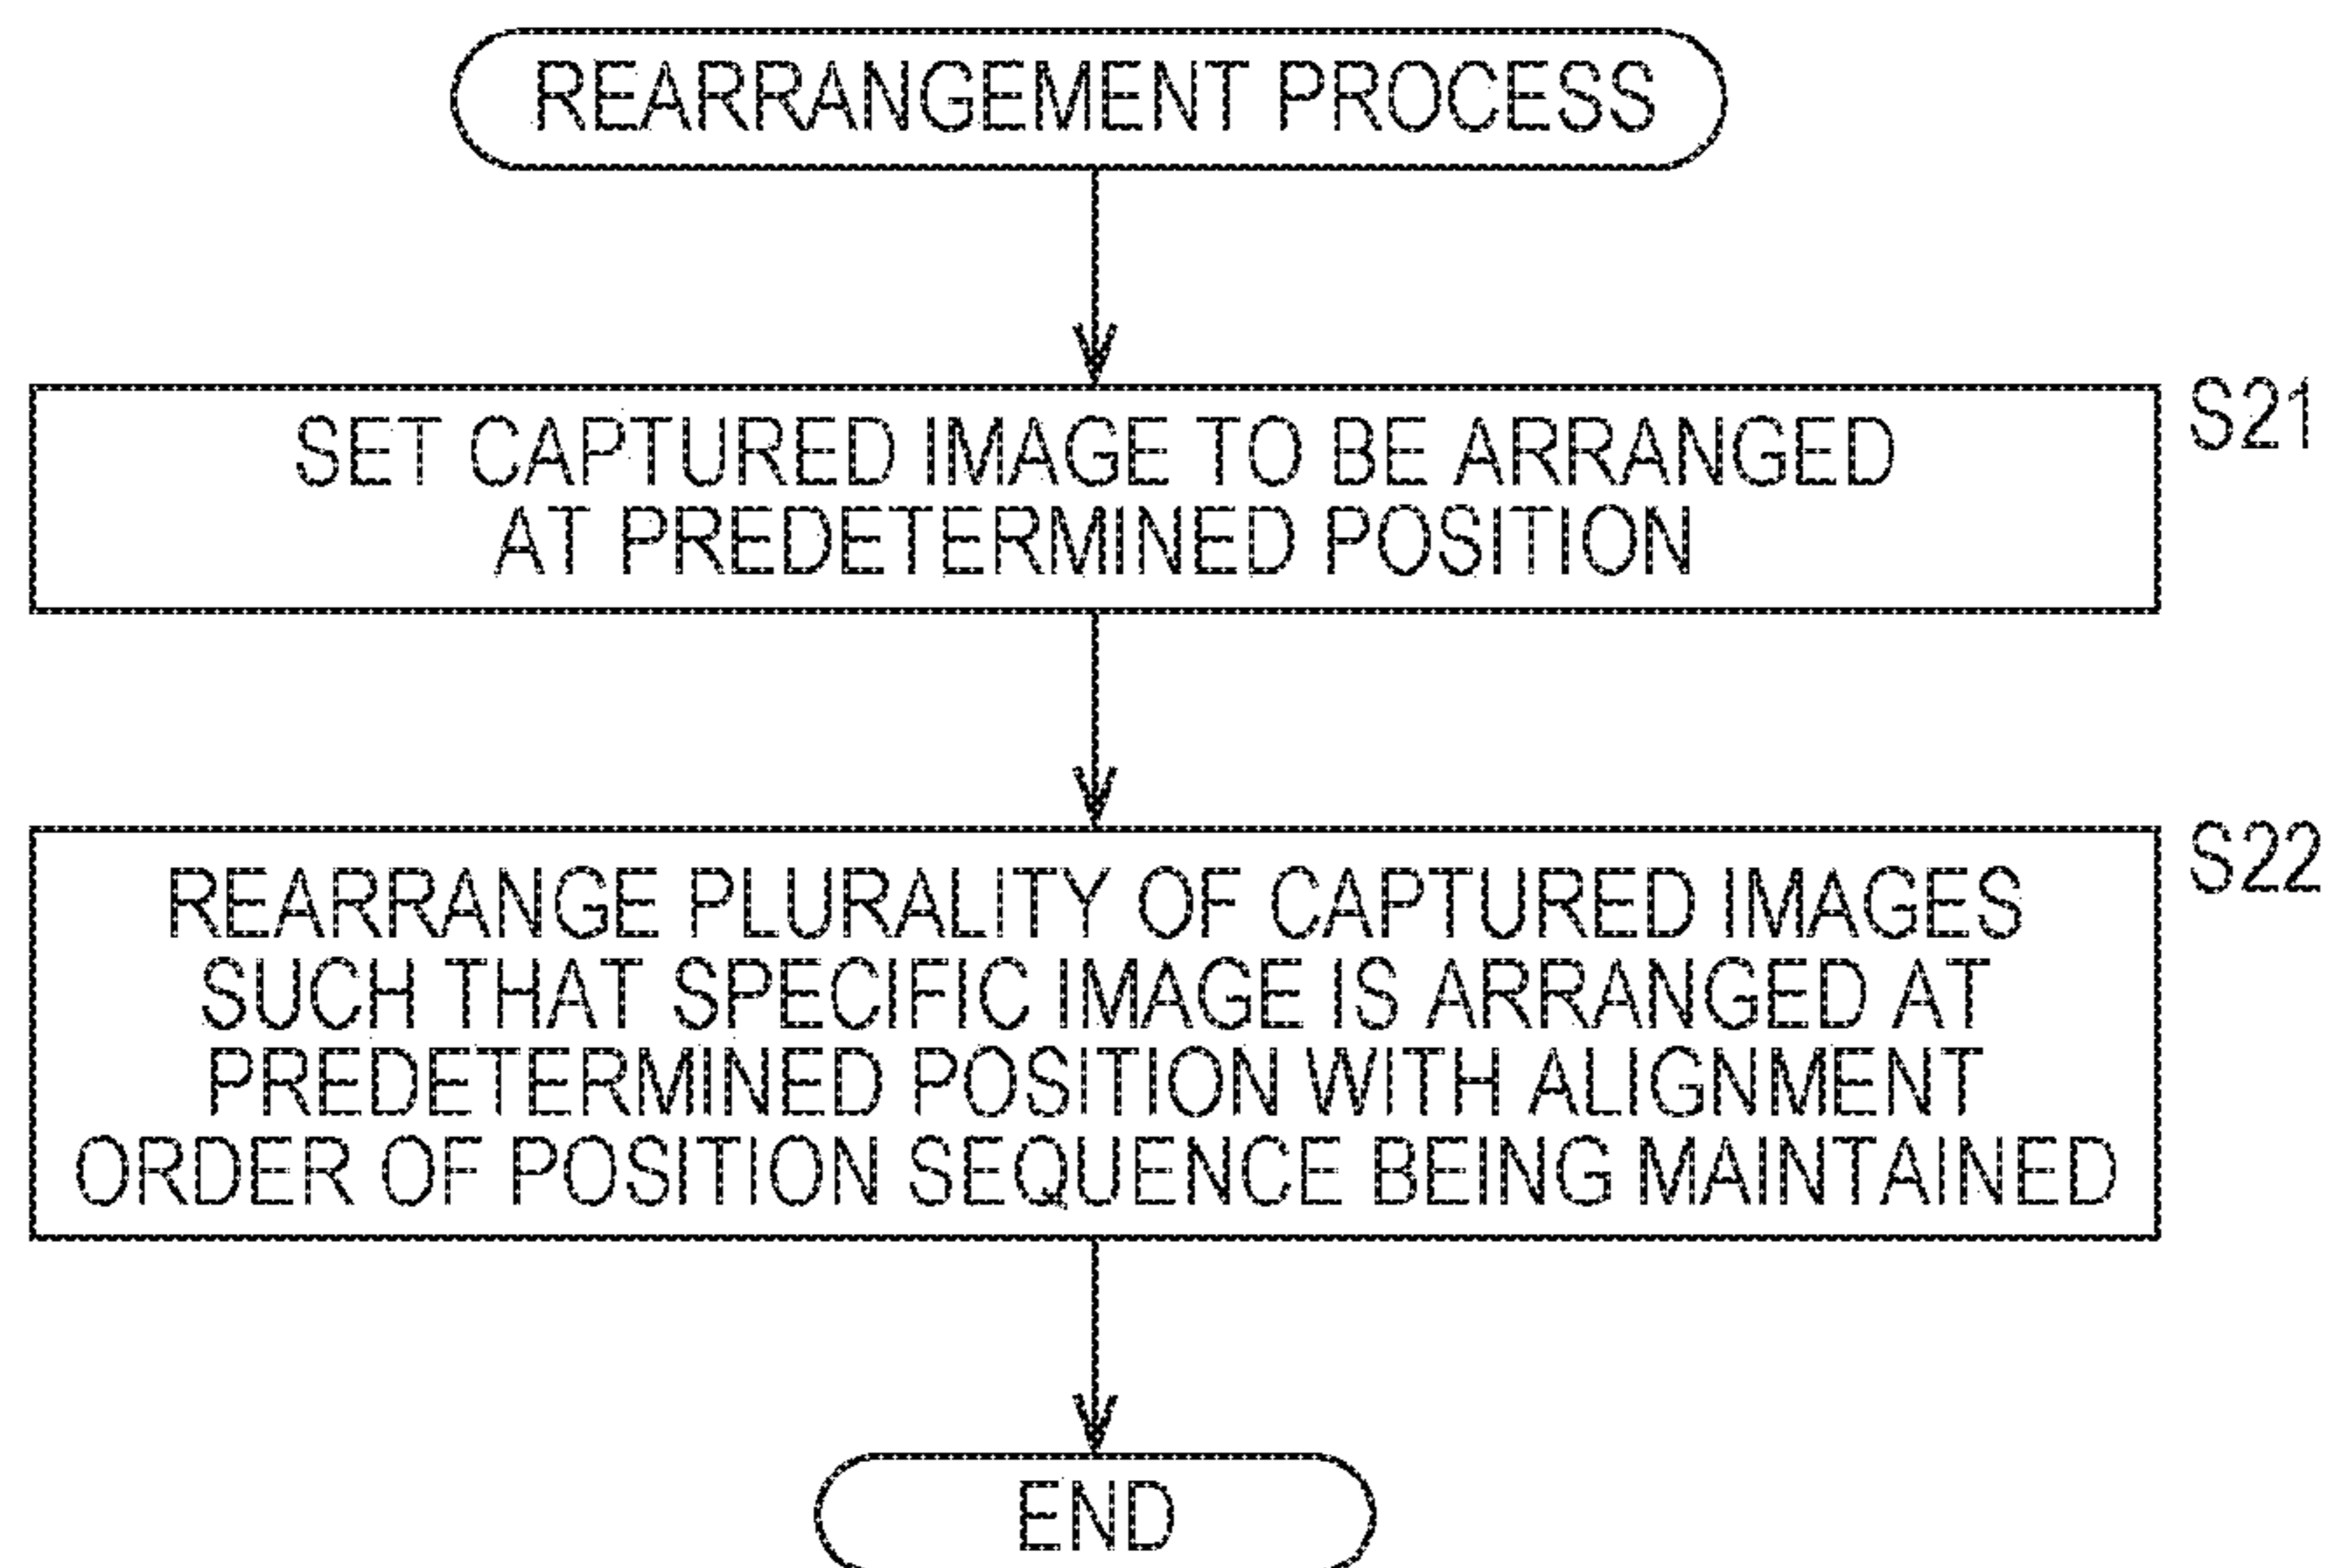 REARRANGEMENT PROCESS
SET CAPTURED IMAGE TO BE ARRANGED
AT PREDETERMINED POSITION
S21
REARRANGE PLURALITY OF CAPTURED IMAGES
SUCH THAT SPECIFIC IMAGE IS ARRANGED AT
PREDETERMINED POSITION WITH ALIGNMENT
ORDER OF POSITION SEQUENCE BEING MAINTAINED
S22
END